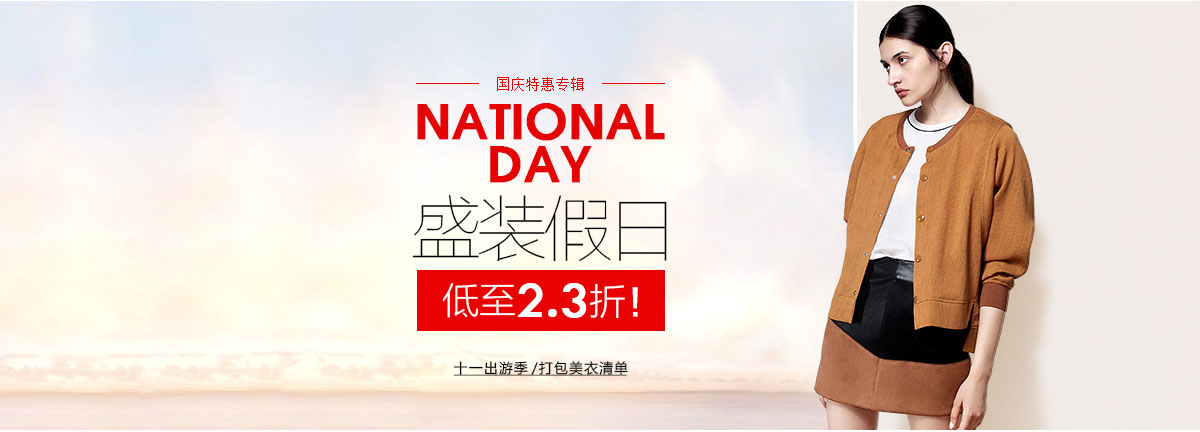 国庆特惠专辑
NATIONAL
DAY
盛装假日
低至2.3折!
十一出游季/打包美衣清单